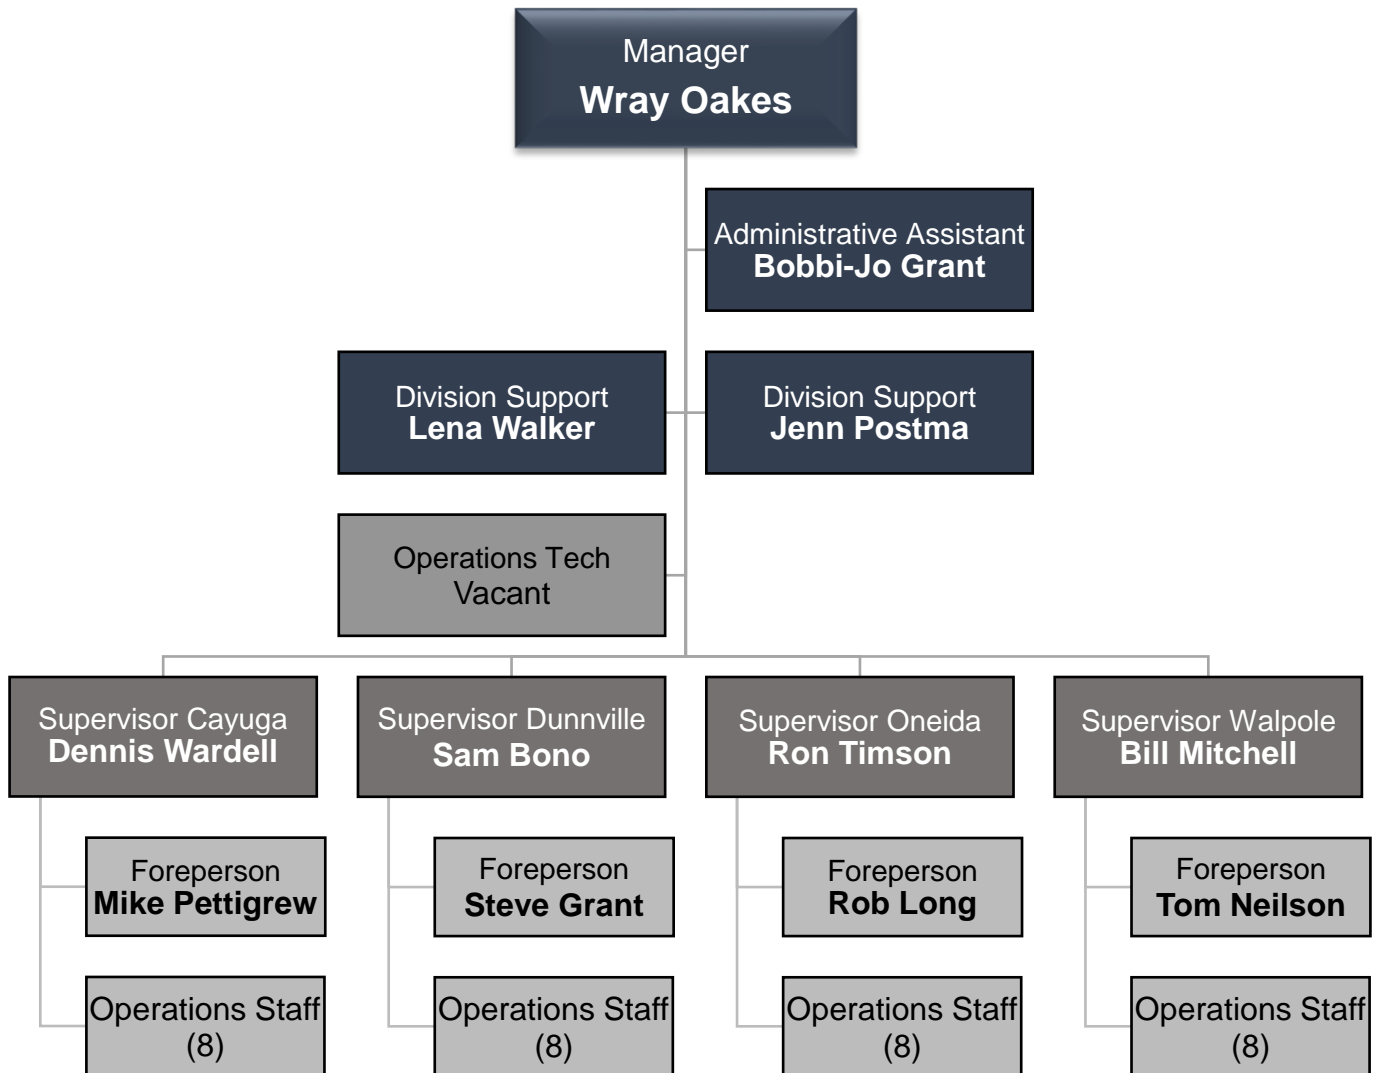 Manager
Wray Oakes
Administrative Assistant
Bobbi-Jo Grant
Division Support
Lena Walker
Division Support
Jenn Postma
Operations Tech
Vacant
Supervisor Cayuga
Dennis Wardell
Supervisor Dunnville
Sam Bono
Supervisor Oneida
Ron Timson
Supervisor Walpole
Bill Mitchell
Foreperson
Mike Pettigrew
Foreperson
Steve Grant
Foreperson
Rob Long
Foreperson
Tom Neilson
Operations Staff
(8)
Operations Staff
(8)
Operations Staff
(8)
Operations Staff
(8)